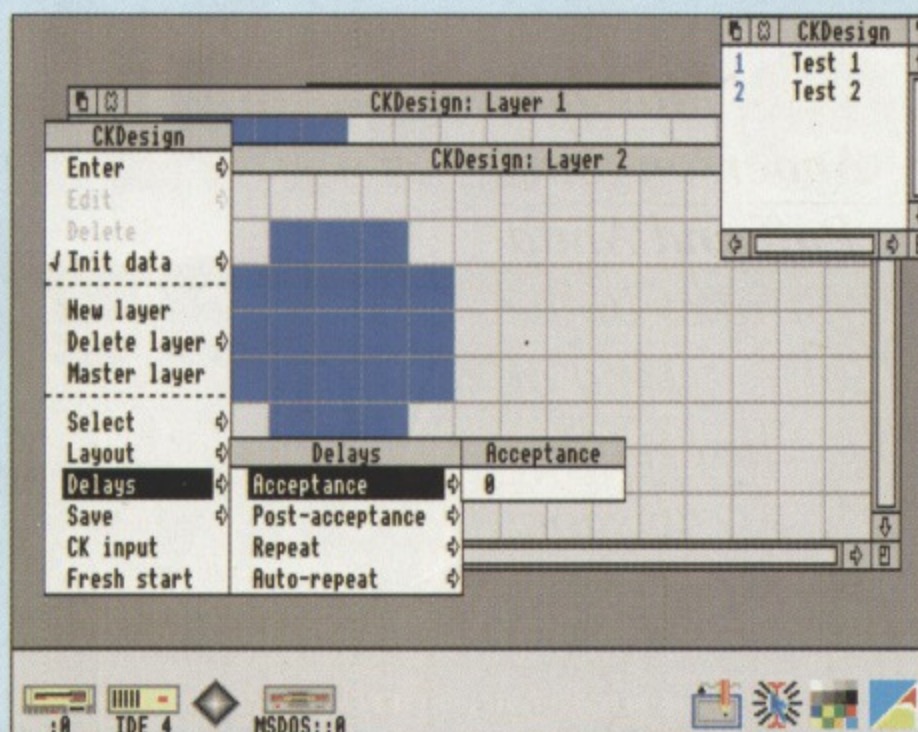 CKDesign
1 Test 1
2 Test 2
CKDesign: Layer 1
CKDesign: Layer 2
CKDesign
Enter
Edit
Delete
√ Init data
New layer
Delete layer
Master layer
Select
Layout
Delays
Save
CK input
Fresh start
Delays
Acceptance
Post-acceptance
Repeat
Auto-repeat
Acceptance
0
:0
IDE 4
MSDOS::0